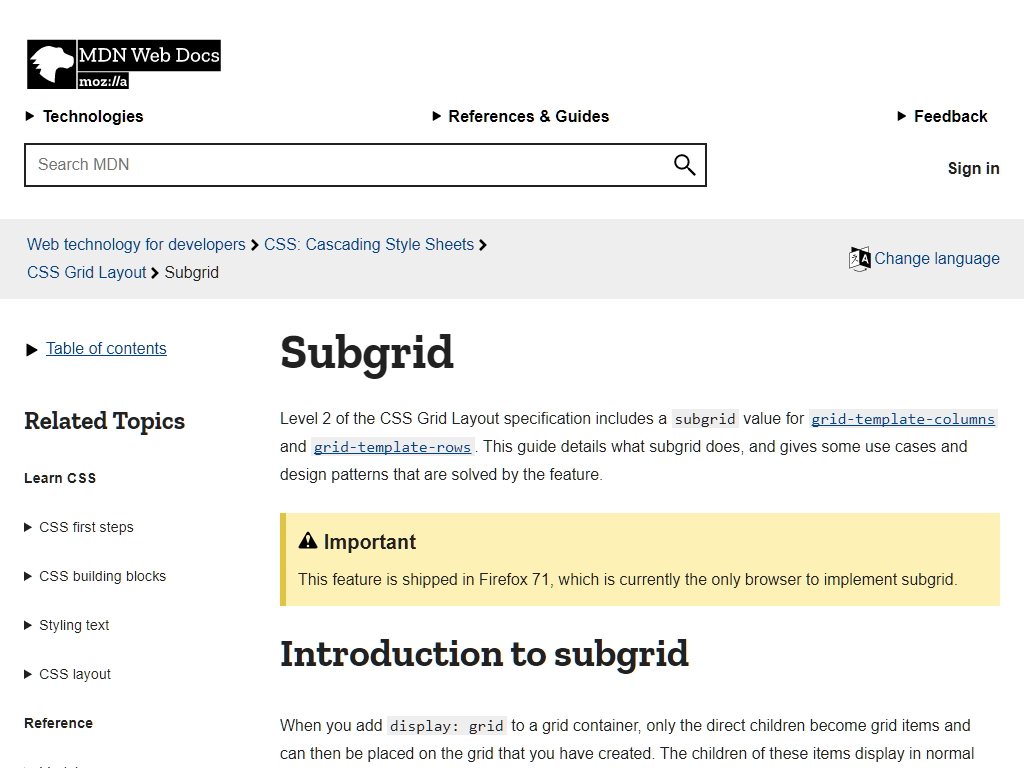 MDN Web Docs
moz://a
Technologies
References & Guides
Feedback
Search MDN
Sign in
Web technology for developers
CSS: Cascading Style Sheets
CSS Grid Layout
Subgrid
Change language
Table of contents
Related Topics
Learn CSS
CSS first steps
CSS building blocks
Styling text
CSS layout
Reference
Subgrid
Level 2 of the CSS Grid Layout specification includes a subgrid value for grid-template-columns
and grid-template-rows. This guide details what subgrid does, and gives some use cases and
design patterns that are solved by the feature.
Important
This feature is shipped in Firefox 71, which is currently the only browser to implement subgrid.
Introduction to subgrid
When you add display: grid to a grid container, only the direct children become grid items and
can then be placed on the grid that you have created. The children of these items display in normal